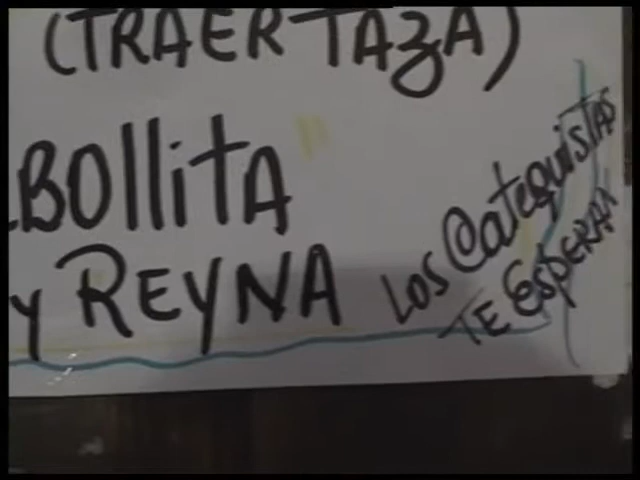 (TRAER TAZA)
BOllitA
y REYNA
LOS CatequistAS
TE EspERAN